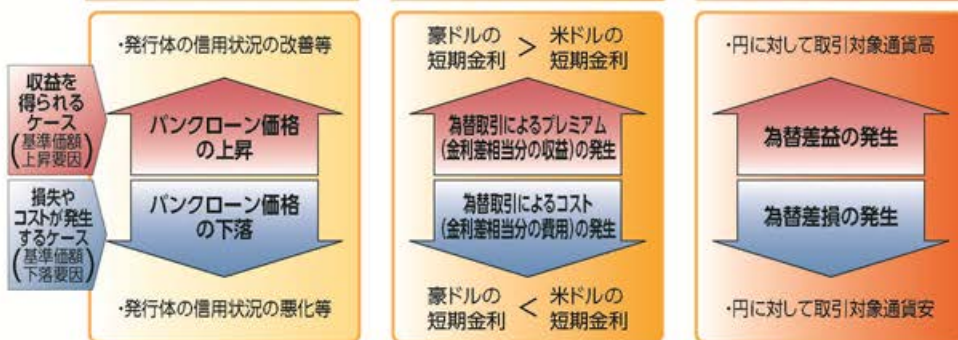 収益を
得られる
ケース
(基準価額
上昇要因)
損失や
コストが発生
するケース
(基準価額
下落要因)
・発行体の信用状況の改善等
バンクローン価格
の上昇
バンクローン価格
の下落
・発行体の信用状況の悪化等
豪ドルの 短期金利 > 米ドルの 短期金利
為替取引によるプレミアム
(金利差相当分の収益)の発生
為替取引によるコスト
(金利差相当分の費用)の発生
豪ドルの 短期金利 < 米ドルの 短期金利
・円に対して取引対象通貨高
為替差益の発生
為替差損の発生
・円に対して取引対象通貨安